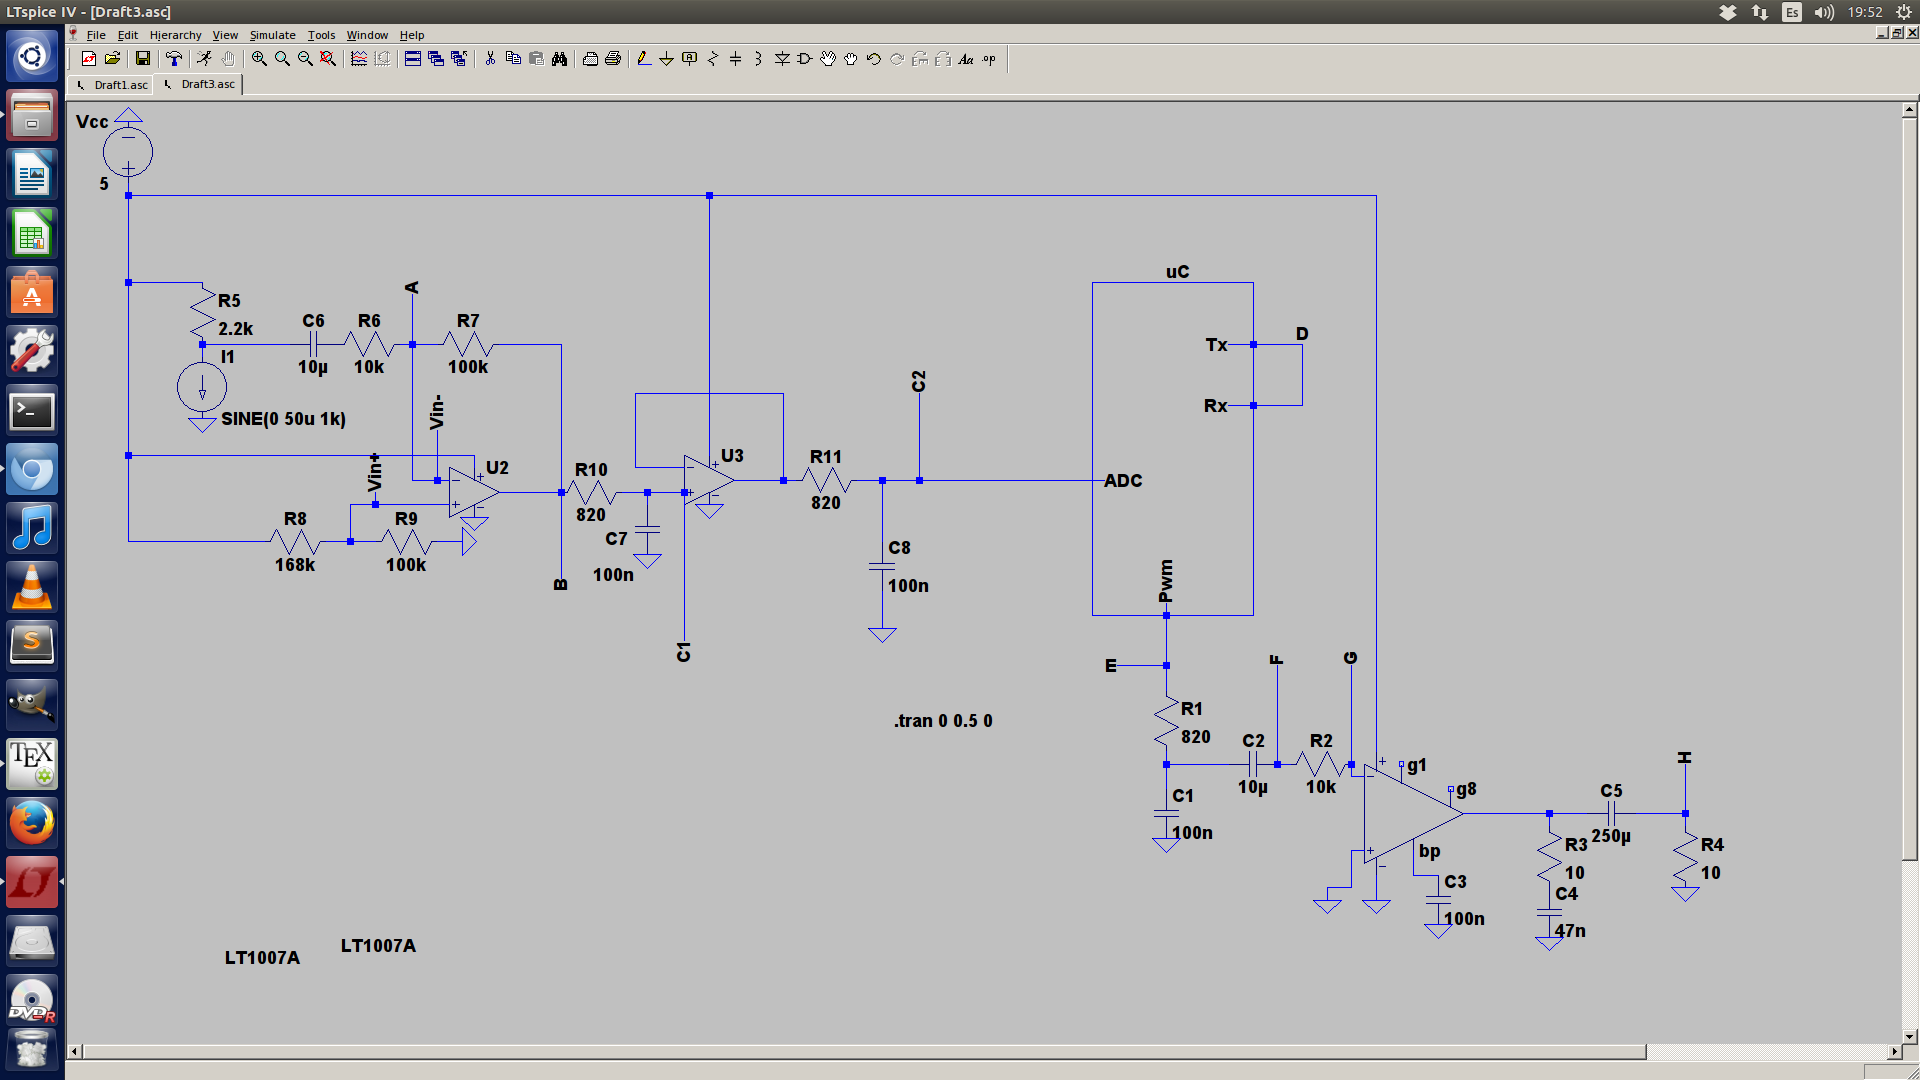 LTspice IV - [Draft3.asc]
Es
19:52
File Edit Hierarchy View Simulate Tools Window Help
Aa .op
Draft1.asc Draft3.asc
Vcc
5
R5
2.2k
I1
SINE(0 50u 1k)
C6
10µ
R6
10k
A
R7
100k
Vin-
Vin+
U2
R8
168k
R9
100k
B
R10
820
C7
100n
C1
U3
R11
820
C2
C8
100n
uC
Tx
Rx
D
ADC
Pwm
E
R1
820
C1
100n
C2
10µ
F
R2
10k
G
g1
g8
bp
C3
100n
R3
10
C4
47n
C5
250µ
H
R4
10
.tran 0 0.5 0
LT1007A
LT1007A
TEX
DVD-R